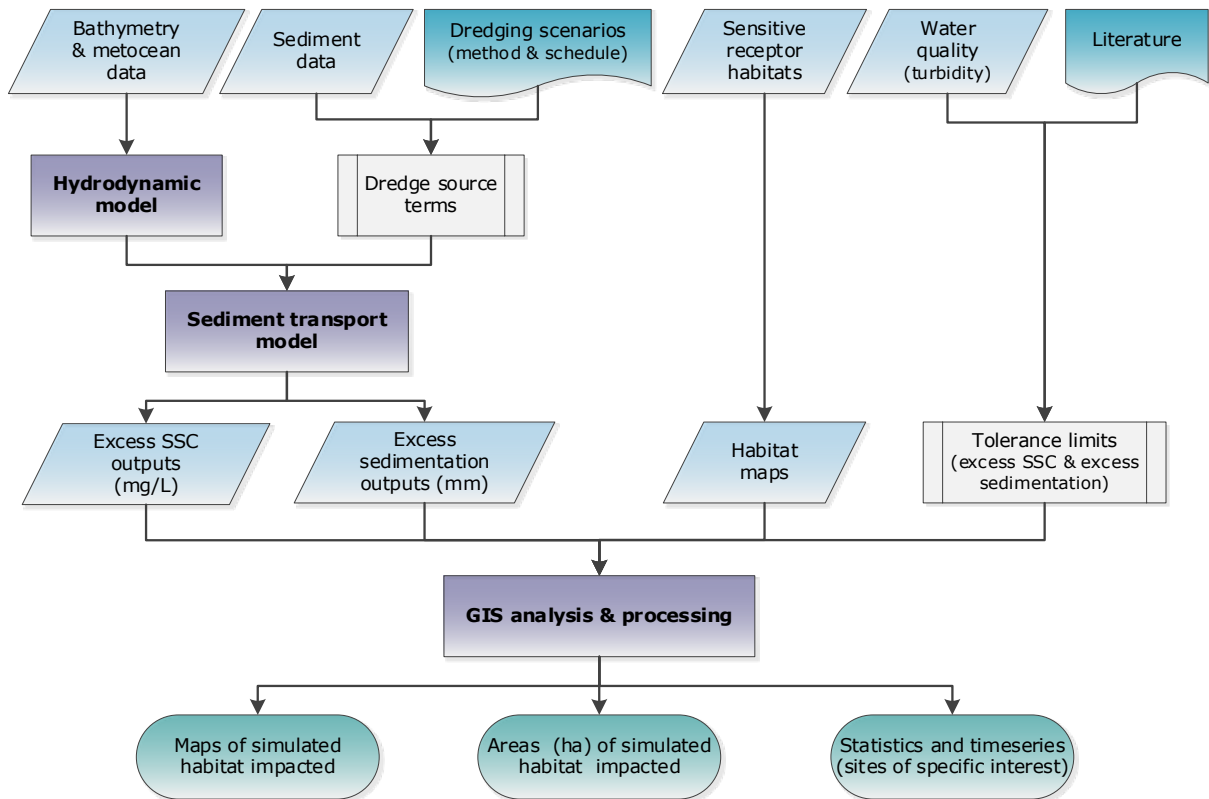 Bathymetry
& metocean
data
Sediment
data
Dredging scenarios
(method & schedule)
Sensitive
receptor
habitats
Water
quality
(turbidity)
Literature
Hydrodynamic
model
Dredge source
terms
Sediment transport
model
Excess SSC
outputs
(mg/L)
Excess
sedimentation
outputs (mm)
Habitat
maps
Tolerance limits
(excess SSC & excess
sedimentation)
GIS analysis & processing
Maps of simulated
habitat impacted
Areas (ha) of simulated
habitat impacted
Statistics and timeseries
(sites of specific interest)